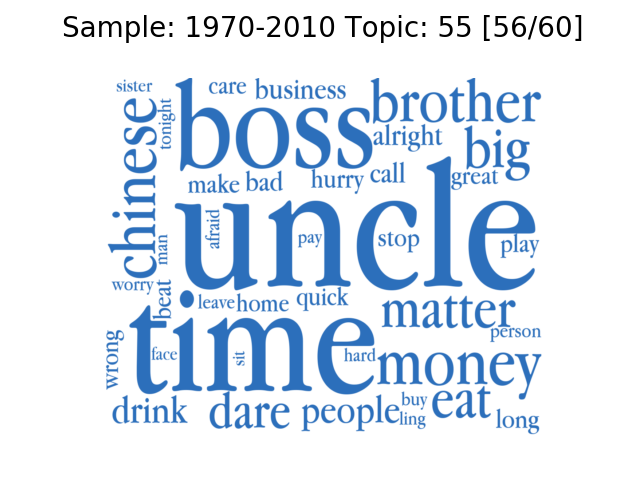 Sample: 1970-2010 Topic: 55 [56/60]
sister care business brother
chinese tonight boss alright big
make bad hurry call great
uncle
man afraid pay stop play
worry beat leave home quick matter
person
time
wrong face sit hard money
drink dare people buy eat long
ling